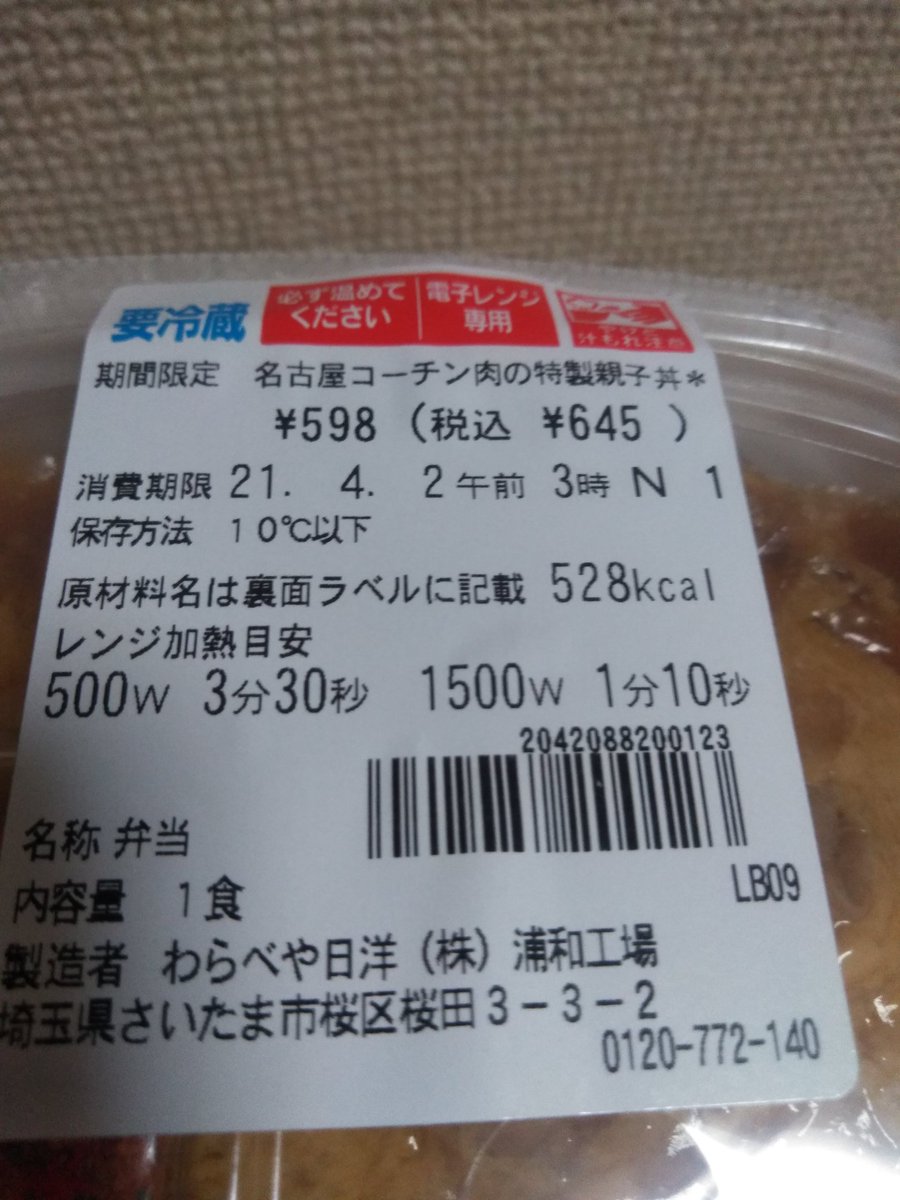 要冷蔵
必ず温めて
ください
電子レンジ
専用
汁もれ注意
期間限定 名古屋コーチン肉の特製親子丼*
¥598 (税込 ¥645 )
消費期限 21. 4. 2午前 3時 N 1
保存方法 10℃以下
原材料名は裏面ラベルに記載 528kcal
レンジ加熱目安
500W 3分30秒 1500W 1分10秒
2042088200123
名称 弁当
LB09
内容量 1食
製造者 わらべや日洋(株)浦和工場
埼玉県さいたま市桜区桜田3-3-2
0120-772-140